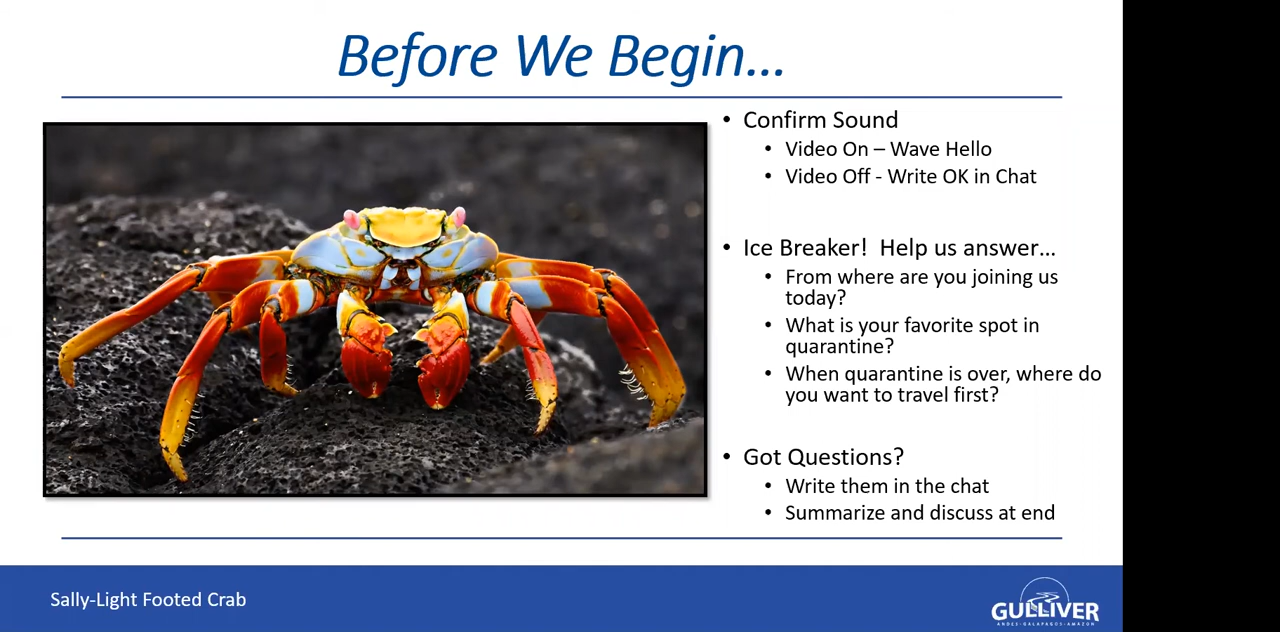 Before We Begin...
• Confirm Sound
• Video On – Wave Hello
• Video Off - Write OK in Chat
• Ice Breaker!  Help us answer...
• From where are you joining us
today?
• What is your favorite spot in
quarantine?
• When quarantine is over, where do
you want to travel first?
• Got Questions?
• Write them in the chat
• Summarize and discuss at end
Sally-Light Footed Crab
GULLIVER
ANDES·GALAPAGOS·AMAZON